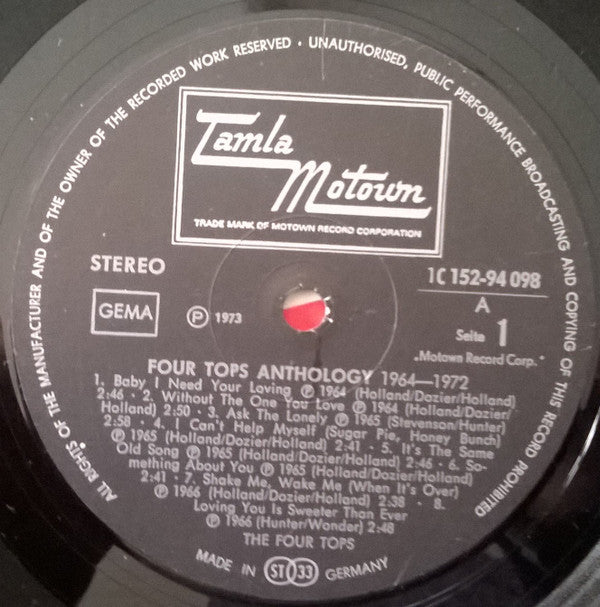 ALL RIGHTS OF THE MANUFACTURER AND OF THE OWNER OF THE RECORDED WORK RESERVED · UNAUTHORISED, PUBLIC PERFORMANCE BROADCASTING AND COPYING OF THIS RECORD PROHIBITED
Tamla
Motown
TRADE MARK OF MOTOWN RECORD CORPORATION
STEREO
1C 152-94 098
A
GEMA
Ⓟ 1973
Seite 1
„Motown Record Corp."
FOUR TOPS ANTHOLOGY 1964—1972
1. Baby I Need Your Loving Ⓟ 1964 (Holland/Dozier/Holland)
2:46 · 2. Without The One You Love Ⓟ 1964 (Holland/Dozier/
Holland) 2:50 · 3. Ask The Lonely Ⓟ 1965 (Stevenson/Hunter)
2:58 · 4. I Can't Help Myself (Sugar Pie, Honey Bunch)
Ⓟ 1965 (Holland/Dozier/Holland) 2:41 · 5. It's The Same
Old Song Ⓟ 1965 (Holland/Dozier/Holland) 2:46 · 6. So-
mething About You Ⓟ 1965 (Holland/Dozier/Holland)
2:41 · 7. Shake Me, Wake Me (When It's Over)
Ⓟ 1966 (Holland/Dozier/Holland) 2:38 · 8.
Loving You Is Sweeter Than Ever
Ⓟ 1966 (Hunter/Wonder) 2:48
THE FOUR TOPS
MADE IN ST 33 GERMANY